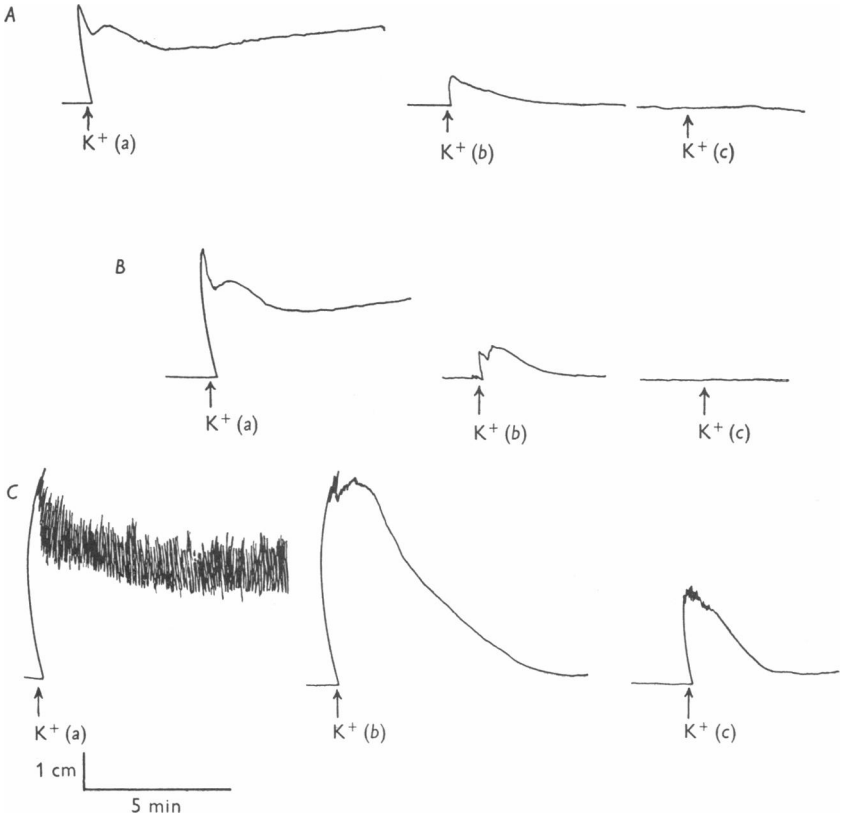 A
K⁺ (a)
K⁺ (b)
K⁺ (c)
B
K⁺ (a)
K⁺ (b)
K⁺ (c)
C
K⁺ (a)
K⁺ (b)
K⁺ (c)
1 cm
5 min